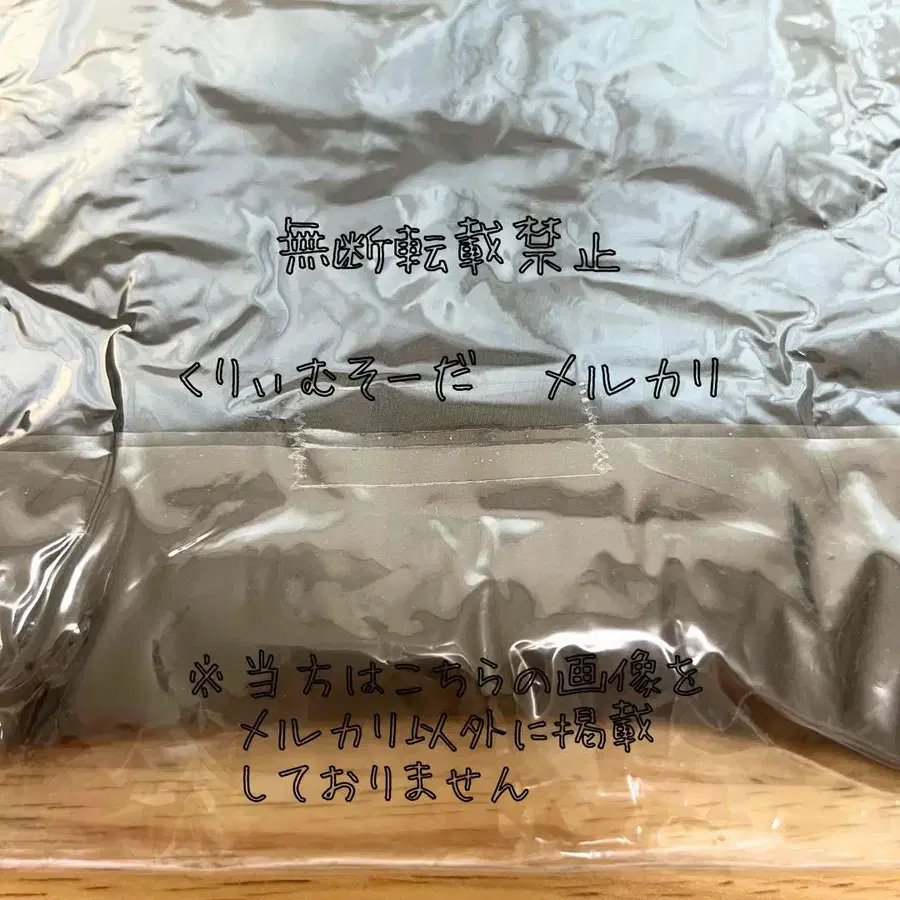 無断転載禁止
くりぃむそーだ メルカリ
※当方はこちらの画像を
メルカリ以外に掲載
しておりません